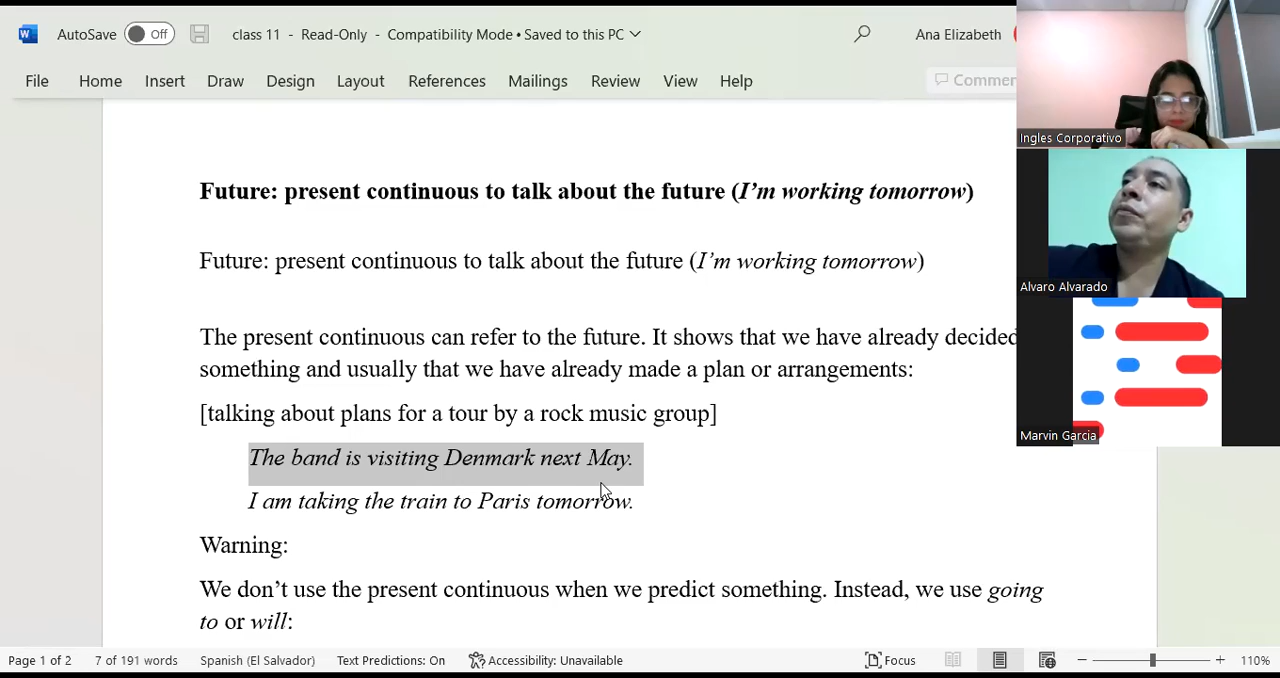 AutoSave Off class 11 - Read-Only - Compatibility Mode • Saved to this PC Ana Elizabeth
File Home Insert Draw Design Layout References Mailings Review View Help Commen
Ingles Corporativo
Alvaro Alvarado
Marvin Garcia
Future: present continuous to talk about the future (I’m working tomorrow)
Future: present continuous to talk about the future (I’m working tomorrow)
The present continuous can refer to the future. It shows that we have already decided
something and usually that we have already made a plan or arrangements:
[talking about plans for a tour by a rock music group]
The band is visiting Denmark next May.
I am taking the train to Paris tomorrow.
Warning:
We don’t use the present continuous when we predict something. Instead, we use going
to or will:
Page 1 of 2 7 of 191 words Spanish (El Salvador) Text Predictions: On Accessibility: Unavailable Focus 110%